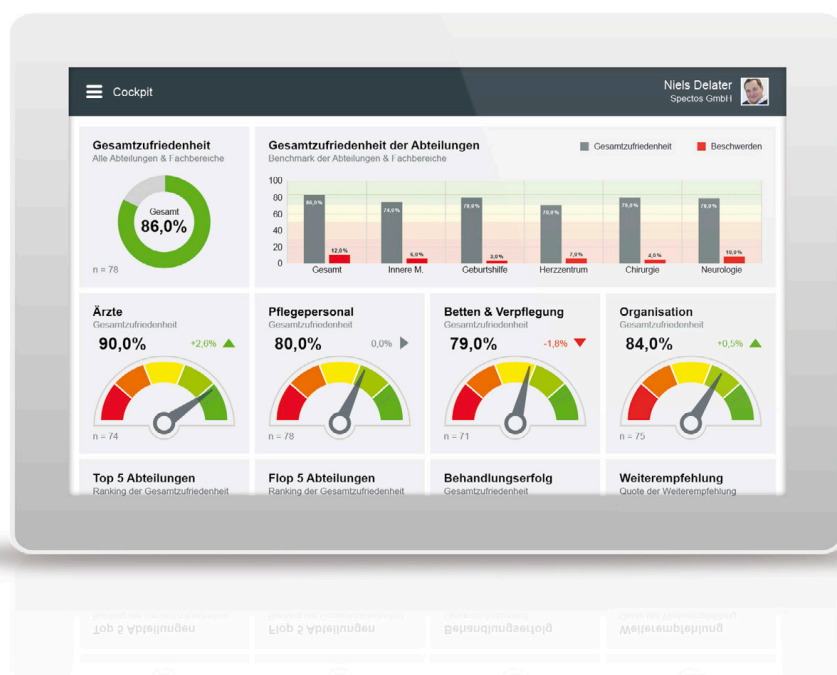 Cockpit
Niels Delater
Spectos GmbH
Gesamtzufriedenheit
Alle Abteilungen & Fachbereiche
Gesamt
86,0%
n = 78
Gesamtzufriedenheit der Abteilungen
Benchmark der Abteilungen & Fachbereiche
Gesamtzufriedenheit
Beschwerden
100
80
60
40
20
0
86,0%
12,0%
74,0%
6,0%
79,0%
3,0%
70,0%
7,0%
79,0%
4,0%
78,0%
10,0%
Gesamt
Innere M.
Geburtshilfe
Herzzentrum
Chirurgie
Neurologie
Ärzte
Gesamtzufriedenheit
90,0%
+2,0%
n = 74
Pflegepersonal
Gesamtzufriedenheit
80,0%
0,0%
n = 78
Betten & Verpflegung
Gesamtzufriedenheit
79,0%
-1,8%
n = 71
Organisation
Gesamtzufriedenheit
84,0%
+0,5%
n = 75
Top 5 Abteilungen
Ranking der Gesamtzufriedenheit
Flop 5 Abteilungen
Ranking der Gesamtzufriedenheit
Behandlungserfolg
Gesamtzufriedenheit
Weiterempfehlung
Quote der Weiterempfehlung